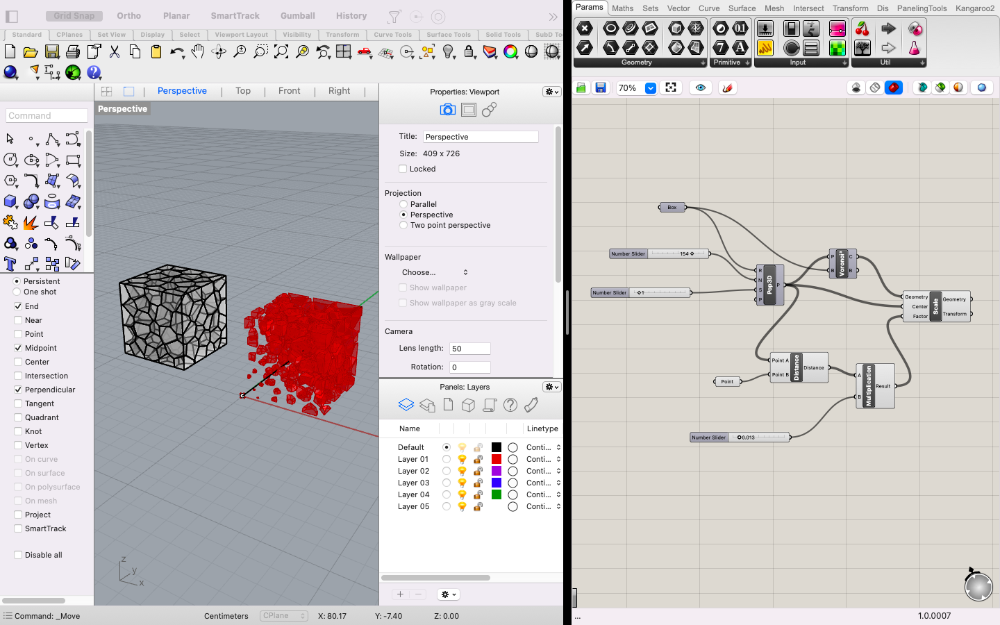 Grid Snap Ortho Planar SmartTrack Gumball History
Standard CPlanes Set View Display Select Viewport Layout Visibility Transform Curve Tools Surface Tools Solid Tools SubD To
Perspective Top Front Right
Command
Perspective
Persistent
One shot
End
Near
Point
Midpoint
Center
Intersection
Perpendicular
Tangent
Quadrant
Knot
Vertex
On curve
On surface
On polysurface
On mesh
Project
SmartTrack
Disable all
z
y
x
Properties: Viewport
Title: Perspective
Size: 409 x 726
Locked
Projection
Parallel
Perspective
Two point perspective
Wallpaper
Choose...
Show wallpaper
Show wallpaper as gray scale
Camera
Lens length: 50
Rotation: 0
Panels: Layers
Name Linetype
Default Conti...
Layer 01 Conti...
Layer 02 Conti...
Layer 03 Conti...
Layer 04 Conti...
Layer 05 Conti...
Command: _Move Centimeters CPlane X: 80.17 Y: -7.40 Z: 0.00
Params Maths Sets Vector Curve Surface Mesh Intersect Transform Dis PanelingTools Kangaroo2
0.1
7 A
Geometry Primitive Input Util
70%
Box
Number Slider 154
Number Slider 1
R
N
S
P
Pop3D
P
P
B
Voronoi³
C
B
Geometry
Center
Factor
Scale
Geometry
Transform
Point A
Point B
Distance
Distance
Point
A
B
Multiplication
Result
Number Slider 0.013
... 1.0.0007